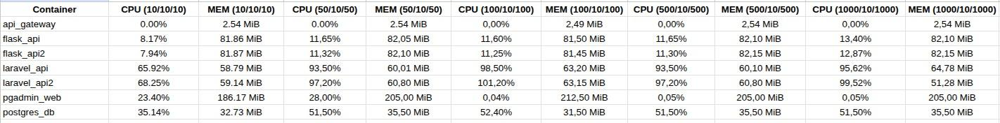 Container CPU (10/10/10) MEM (10/10/10) CPU (50/10/50) MEM (50/10/50) CPU (100/10/100) MEM (100/10/100) CPU (500/10/500) MEM (500/10/500) CPU (1000/10/1000) MEM (1000/10/1000)
api_gateway 0.00% 2.54 MiB 0.00% 2.54 MiB 0,00% 2,49 MiB 0,00% 2,54 MiB 0,00% 2,54 MiB
flask_api 8.17% 81.86 MiB 11,65% 82,05 MiB 11,60% 81,50 MiB 11,65% 82,10 MiB 13,40% 82,10 MiB
flask_api2 7.94% 81.87 MiB 11,32% 82,10 MiB 11,25% 81,45 MiB 11,30% 82,15 MiB 12,87% 82,15 MiB
laravel_api 65.92% 58.79 MiB 93,50% 60,01 MiB 98,50% 63,20 MiB 93,50% 60,10 MiB 95,62% 64,78 MiB
laravel_api2 68.25% 59.14 MiB 97,20% 60,80 MiB 101,20% 63,15 MiB 97,20% 60,80 MiB 99,52% 51,28 MiB
pgadmin_web 23.40% 186.17 MiB 28,00% 205,00 MiB 0,04% 212,50 MiB 0,05% 205,00 MiB 0,05% 205,00 MiB
postgres_db 35.14% 32.73 MiB 51,50% 35,50 MiB 52,40% 31,50 MiB 51,50% 35,50 MiB 51,50% 35,50 MiB